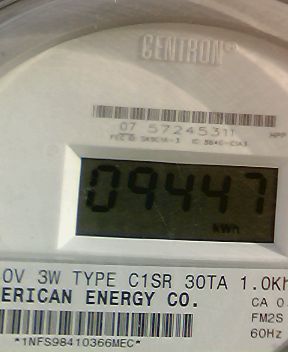 CENTRON®
07 57245311
HPP
09447
kWh
0V 3W TYPE C1SR 30TA 1.0Kh
ERICAN ENERGY CO.
CA 0.
FM2S
60Hz
*1NFS98410366MEC*